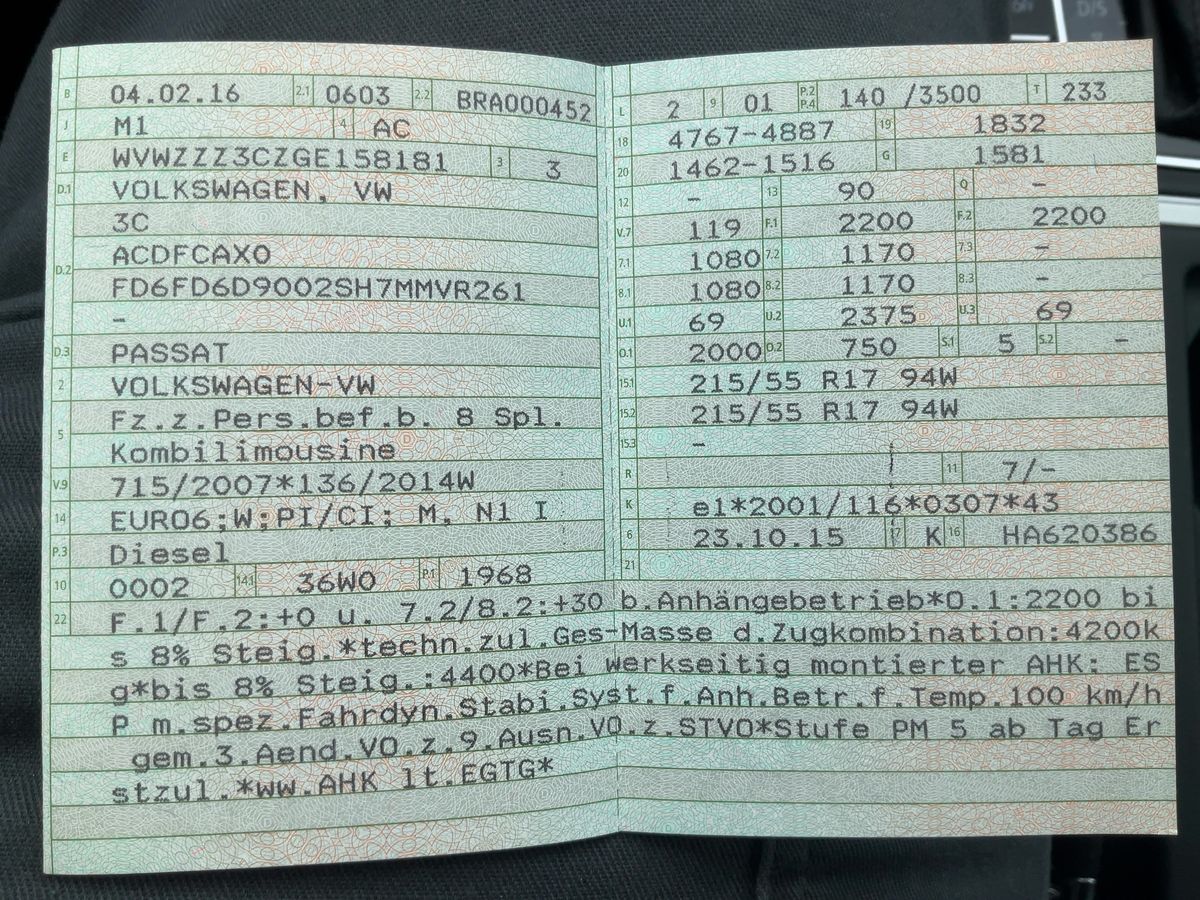 B 04.02.16 2.1 0603 2.2 BRA000452
J M1 4 AC
E WVWZZZ3CZGE158181 3 3
D.1 VOLKSWAGEN, VW
3C
D.2 ACDFCAX0
FD6FD6D9002SH7MMVR261
–
D.3 PASSAT
2 VOLKSWAGEN-VW
5 Fz.z.Pers.bef.b. 8 Spl.
Kombilimousine
V.9 715/2007*136/2014W
14 EURO6;W;PI/CI; M, N1 I
P.3 Diesel
10 0002 14.1 36W0 P.1 1968
L 2 9 01 P.2 P.4 140 /3500 T 233
18 4767-4887 19 1832
20 1462-1516 G 1581
12 – 13 90 Q –
V.7 119 F.1 2200 F.2 2200
7.1 1080 7.2 1170 7.3 –
8.1 1080 8.2 1170 8.3 –
U.1 69 U.2 2375 U.3 69
O.1 2000 O.2 750 S.1 5 S.2 –
15.1 215/55 R17 94W
15.2 215/55 R17 94W
15.3 –
R 11 7/-
K e1*2001/116*0307*43
6 23.10.15 17 K 16 HA620386
21
22 F.1/F.2:+0 u. 7.2/8.2:+30 b.Anhängebetrieb*O.1:2200 bi
s 8% Steig.*techn.zul.Ges-Masse d.Zugkombination:4200k
g*bis 8% Steig.:4400*Bei werkseitig montierter AHK: ES
P m.spez.Fahrdyn.Stabi.Syst.f.Anh.Betr.f.Temp.100 km/h
gem.3.Aend.VO.z.9.Ausn.VO.z.STVO*Stufe PM 5 ab Tag Er
stzul.*ww.AHK lt.EGTG*